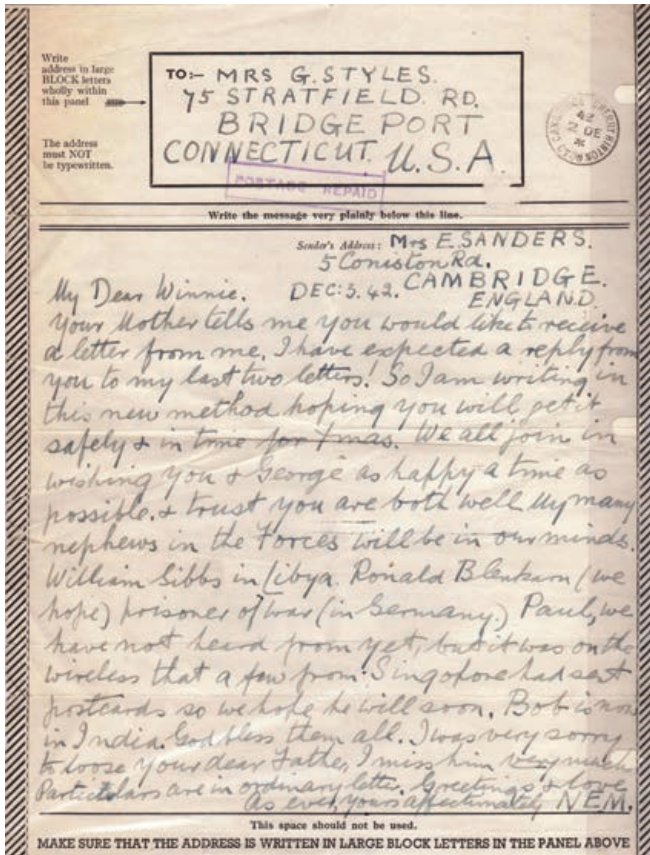 Write
address in large
BLOCK letters
wholly within
this panel
The address
must NOT
be typewritten.
TO:- MRS G. STYLES.
75 STRATFIELD. RD.
BRIDGE PORT
CONNECTICUT. U.S.A.
POSTAGE REPAID
42
2 DE
Write the message very plainly below this line.
Sender's Address: Mrs E. SANDERS.
5 Coniston Rd.
CAMBRIDGE.
DEC: 3. 42. ENGLAND.
My Dear Winnie.
Your Mother tells me you would like to receive
a letter from me. I have expected a reply from
you to my last two letters! So I am writing in
this new method hoping you will get it
safely & in time for Xmas. We all join in
wishing you & George as happy a time as
possible. & trust you are both well My many
nephews in the Forces will be in our minds.
William Gibbs in Libya. Ronald Blenkarn (we
hope) prisoner of war (in Germany.) Paul, we
have not heard from yet, but it was on the
wireless that a few from Singapore had sent
postcards so we hope he will soon. Bob is now
in India. God bless them all. I was very sorry
to loose your dear Father, I miss him very much
Particulars are in ordinary letter. Greetings & love
As ever, yours affectionately NEM.
This space should not be used.
MAKE SURE THAT THE ADDRESS IS WRITTEN IN LARGE BLOCK LETTERS IN THE PANEL ABOVE